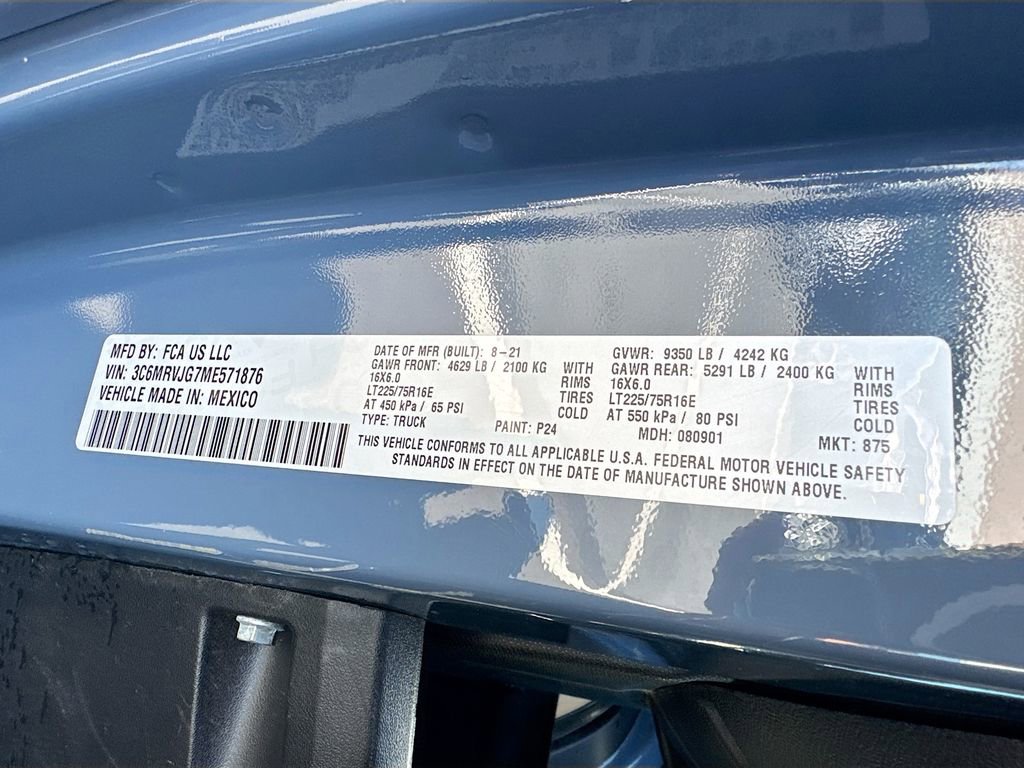 MFD BY: FCA US LLC
VIN: 3C6MRVJG7ME571876
VEHICLE MADE IN: MEXICO
DATE OF MFR (BUILT): 8-21
GAWR FRONT: 4629 LB / 2100 KG WITH
16X6.0 RIMS
LT225/75R16E TIRES
AT 450 kPa / 65 PSI COLD
TYPE: TRUCK PAINT: P24
GVWR: 9350 LB / 4242 KG
GAWR REAR: 5291 LB / 2400 KG WITH
16X6.0 RIMS
LT225/75R16E TIRES
AT 550 kPa / 80 PSI COLD
MDH: 080901 MKT: 875
THIS VEHICLE CONFORMS TO ALL APPLICABLE U.S.A. FEDERAL MOTOR VEHICLE SAFETY
STANDARDS IN EFFECT ON THE DATE OF MANUFACTURE SHOWN ABOVE.